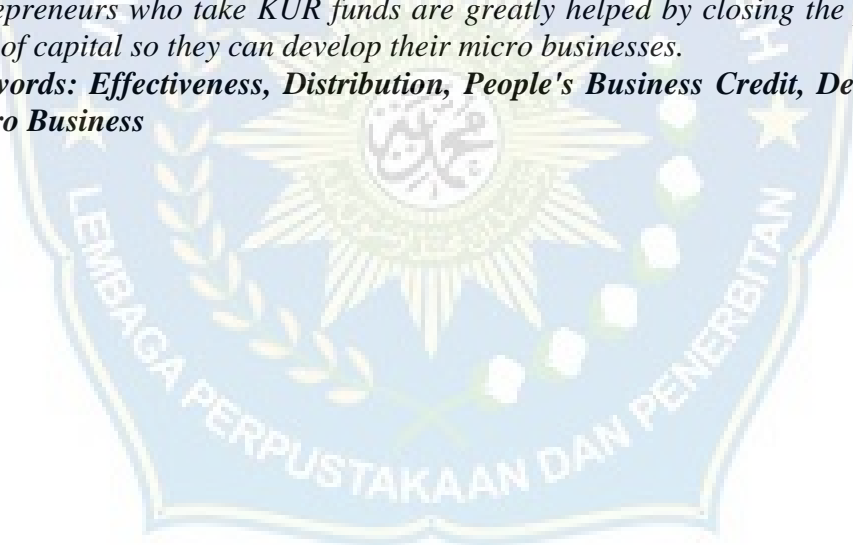 epreneurs who take KUR funds are greatly helped by closing the
of capital so they can develop their micro businesses.
words: Effectiveness, Distribution, People's Business Credit, De
ro Business
LEMBAGA PERPUSTAKAAN DAN PENERBITAN